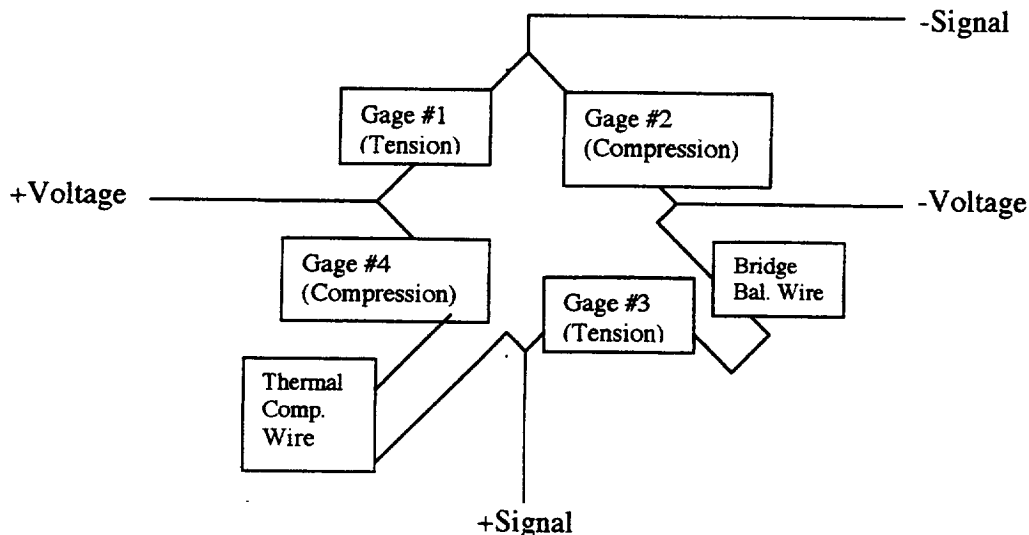 -Signal
Gage #1
(Tension)
Gage #2
(Compression)
+Voltage
-Voltage
Gage #4
(Compression)
Bridge
Bal. Wire
Gage #3
(Tension)
Thermal
Comp.
Wire
+Signal